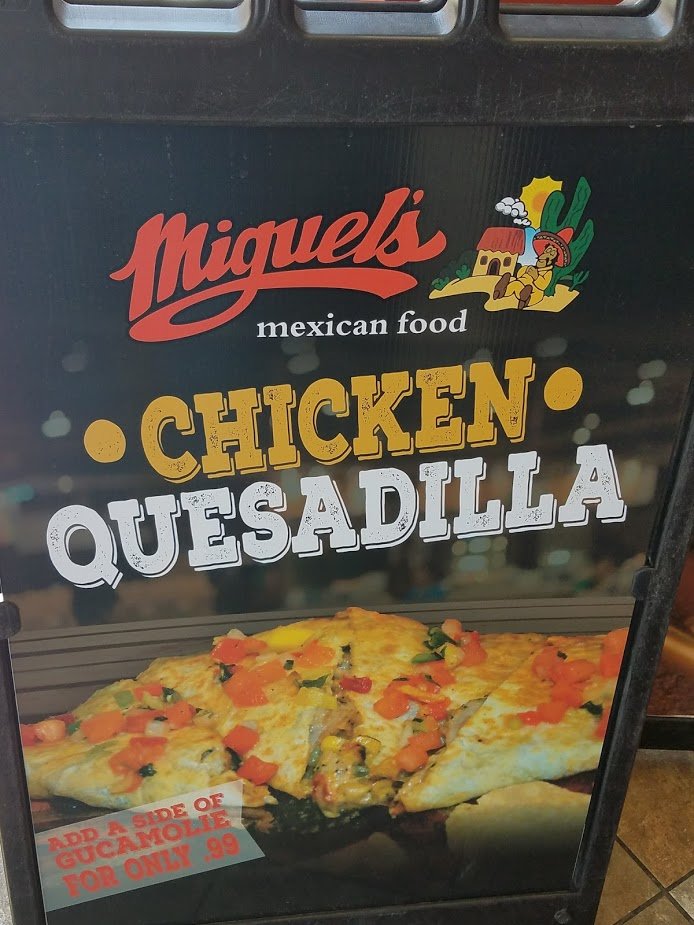 Miguel's
mexican food
•CHICKEN•
QUESADILLA
ADD A SIDE OF
GUCAMOLIE
FOR ONLY .99